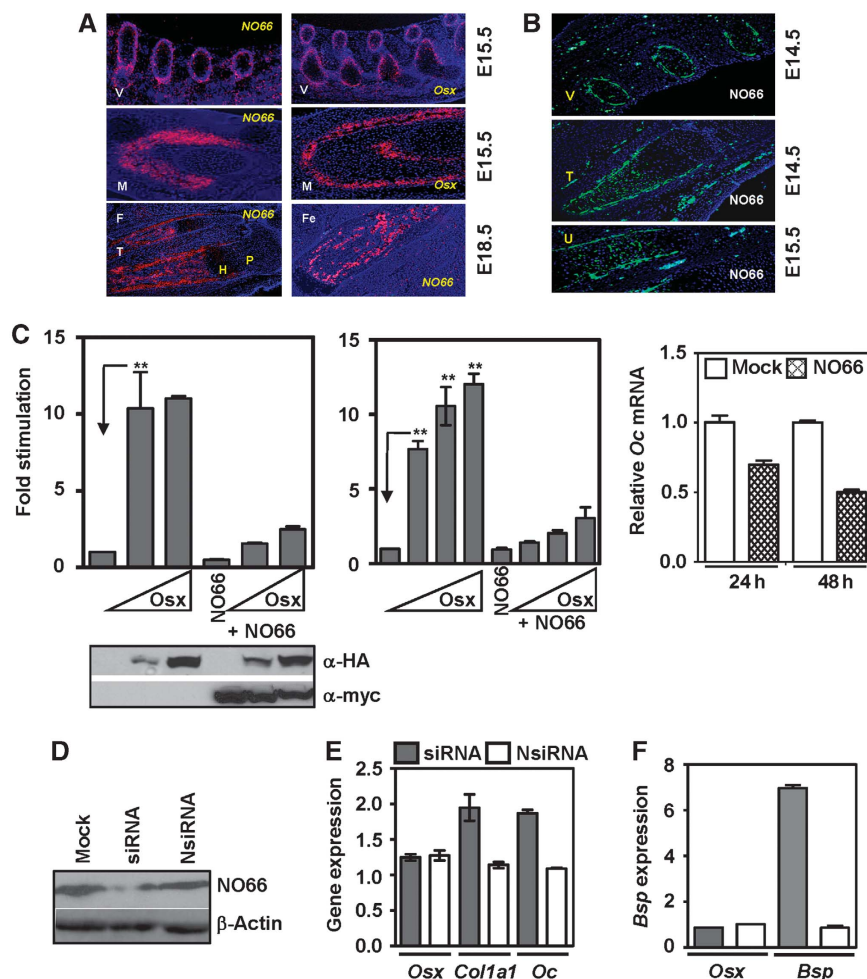 A
NO66
V
V
Osx
E15.5
NO66
M
M
Osx
E15.5
F
NO66
T
H
P
Fe
NO66
E18.5
B
V
NO66
E14.5
T
NO66
E14.5
U
NO66
E15.5
C
Fold stimulation
15
10
5
0
**
Osx
NO66
Osx
+ NO66
15
10
5
0
**
**
**
Osx
NO66
Osx
+ NO66
Relative Oc mRNA
1.5
1.0
0.5
0.0
Mock
NO66
24 h
48 h
α-HA
α-myc
D
Mock
siRNA
NsiRNA
NO66
β-Actin
E
siRNA
NsiRNA
Gene expression
2.5
2.0
1.5
1.0
0.5
0.0
Osx
Col1a1
Oc
F
Bsp expression
8
6
4
2
0
Osx
Bsp